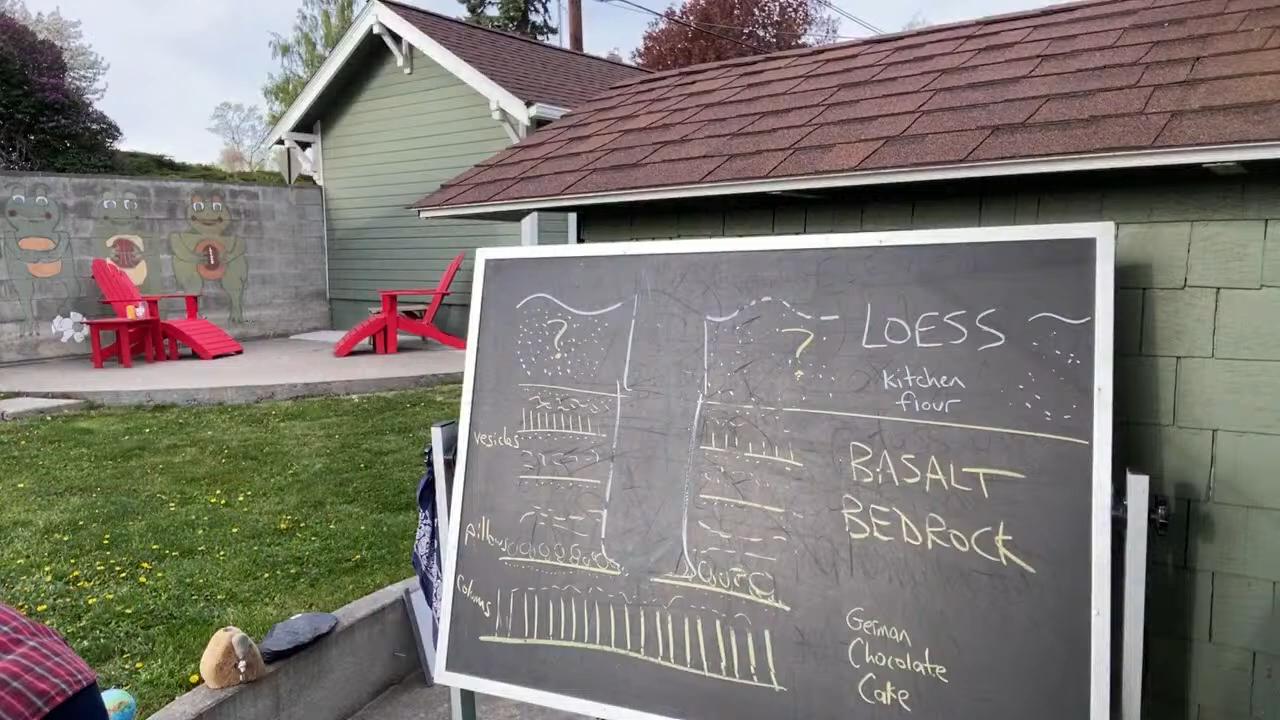 ?
?
LOESS
kitchen
flour
vesicles
BASALT
BEDROCK
pillows
Columns
German
Chocolate
Cake